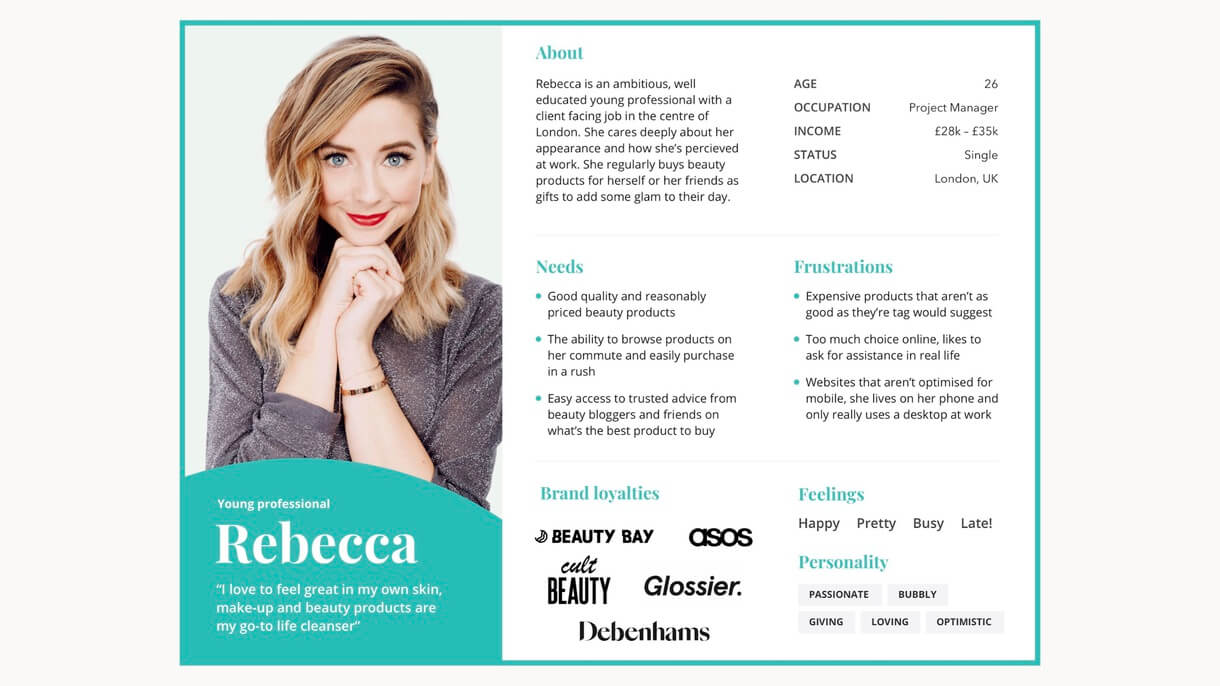 Young professional
Rebecca
“I love to feel great in my own skin,
make-up and beauty products are
my go-to life cleanser”
About
Rebecca is an ambitious, well
educated young professional with a
client facing job in the centre of
London. She cares deeply about her
appearance and how she’s percieved
at work. She regularly buys beauty
products for herself or her friends as
gifts to add some glam to their day.
AGE 26
OCCUPATION Project Manager
INCOME £28k – £35k
STATUS Single
LOCATION London, UK
Needs
Good quality and reasonably
priced beauty products
The ability to browse products on
her commute and easily purchase
in a rush
Easy access to trusted advice from
beauty bloggers and friends on
what’s the best product to buy
Frustrations
Expensive products that aren’t as
good as they’re tag would suggest
Too much choice online, likes to
ask for assistance in real life
Websites that aren’t optimised for
mobile, she lives on her phone and
only really uses a desktop at work
Brand loyalties
BEAUTY BAY
asos
cult
BEAUTY
Glossier.
Debenhams
Feelings
Happy Pretty Busy Late!
Personality
PASSIONATE BUBBLY
GIVING LOVING OPTIMISTIC